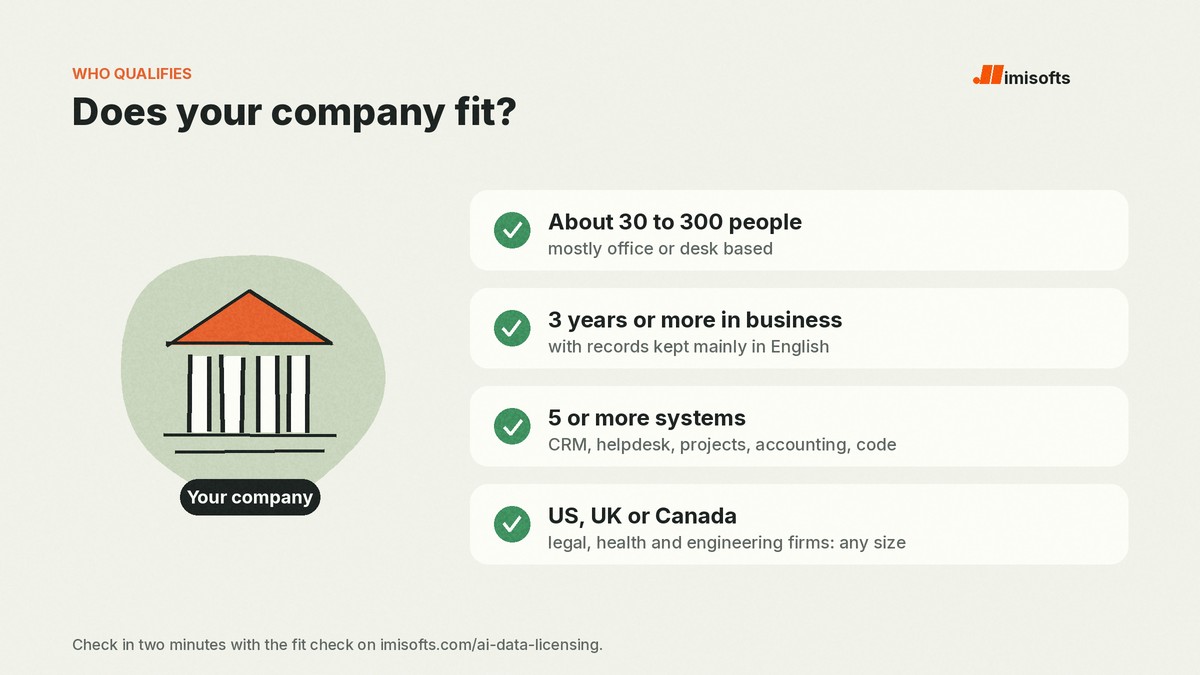 WHO QUALIFIES
imisofts
Does your company fit?
About 30 to 300 people
mostly office or desk based
3 years or more in business
with records kept mainly in English
5 or more systems
CRM, helpdesk, projects, accounting, code
US, UK or Canada
legal, health and engineering firms: any size
Your company
Check in two minutes with the fit check on imisofts.com/ai-data-licensing.